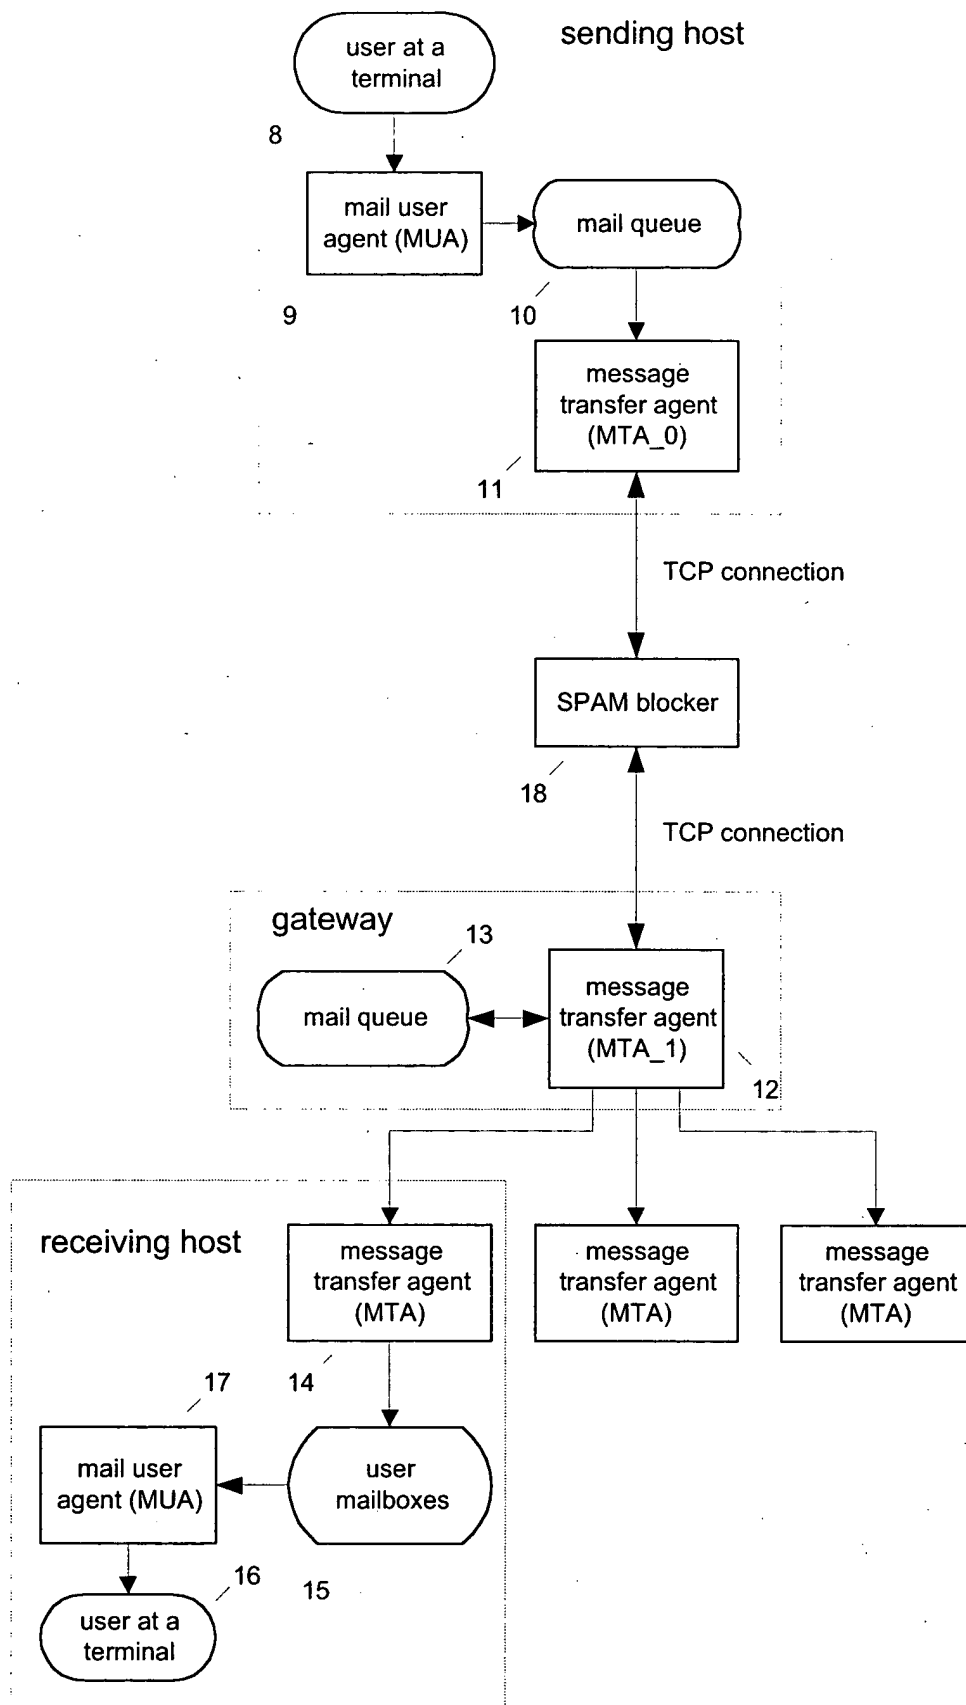 sending host
user at a
terminal
8
mail user
agent (MUA)
mail queue
9
10
message
transfer agent
(MTA_0)
11
TCP connection
SPAM blocker
18
TCP connection
gateway
13
mail queue
message
transfer agent
(MTA_1)
12
receiving host
message
transfer agent
(MTA)
message
transfer agent
(MTA)
message
transfer agent
(MTA)
14
17
mail user
agent (MUA)
user
mailboxes
16
15
user at a
terminal